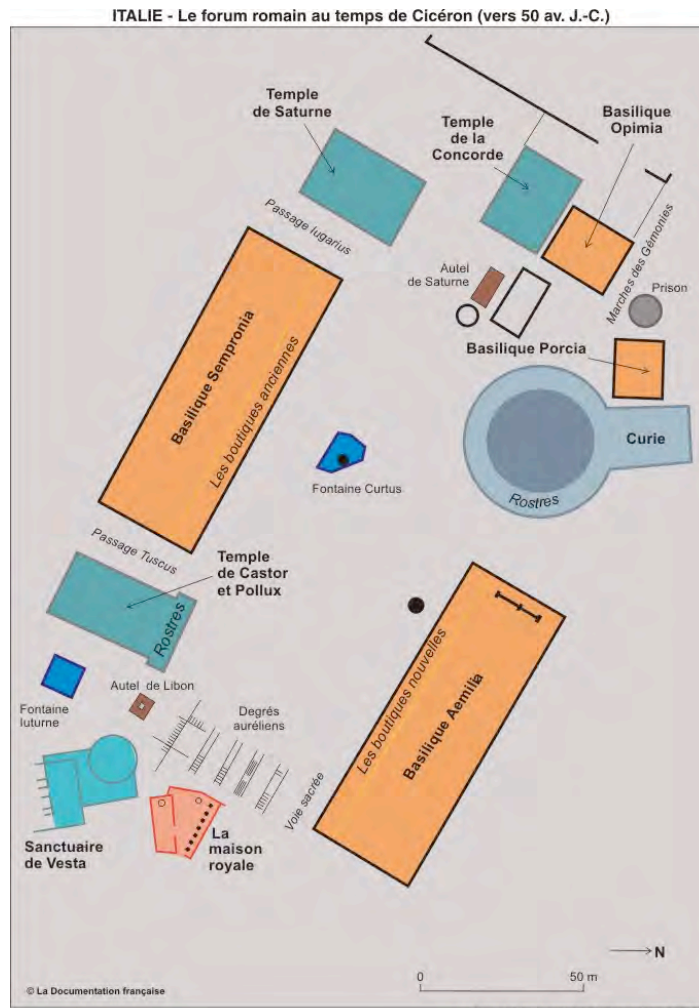 ITALIE - Le forum romain au temps de Cicéron (vers 50 av. J.-C.)
Temple
de Saturne
Temple
de la
Concorde
Basilique
Opimia
Passage Iugarius
Marches des Gémonies
Autel
de Saturne
Prison
Basilique Porcia
Basilique Sempronia
Les boutiques anciennes
Curie
Rostres
Fontaine Curtus
Passage Tuscus
Temple
de Castor
et Pollux
Rostres
Fontaine
Iuturne
Autel de Libon
Degrés
auréliens
Les boutiques nouvelles
Basilique Aemilia
Voie sacrée
Sanctuaire
de Vesta
La
maison
royale
N
© La Documentation française
0
50 m